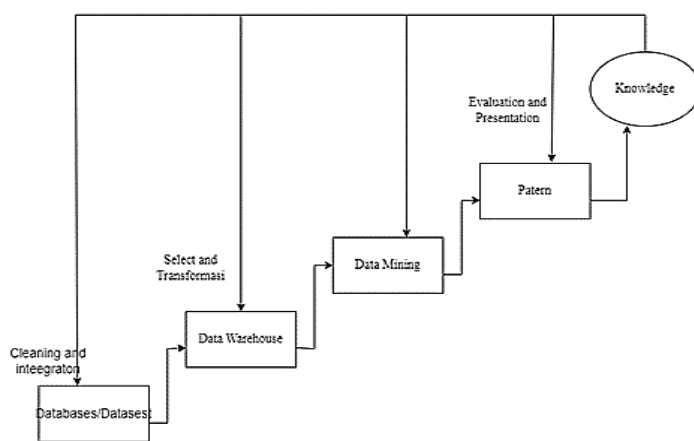 Knowledge
Evaluation and
Presentation
Patern
Select and
Transformasi
Data Mining
Data Warehouse
Cleaning and
inteegraton
Databases/Datasest